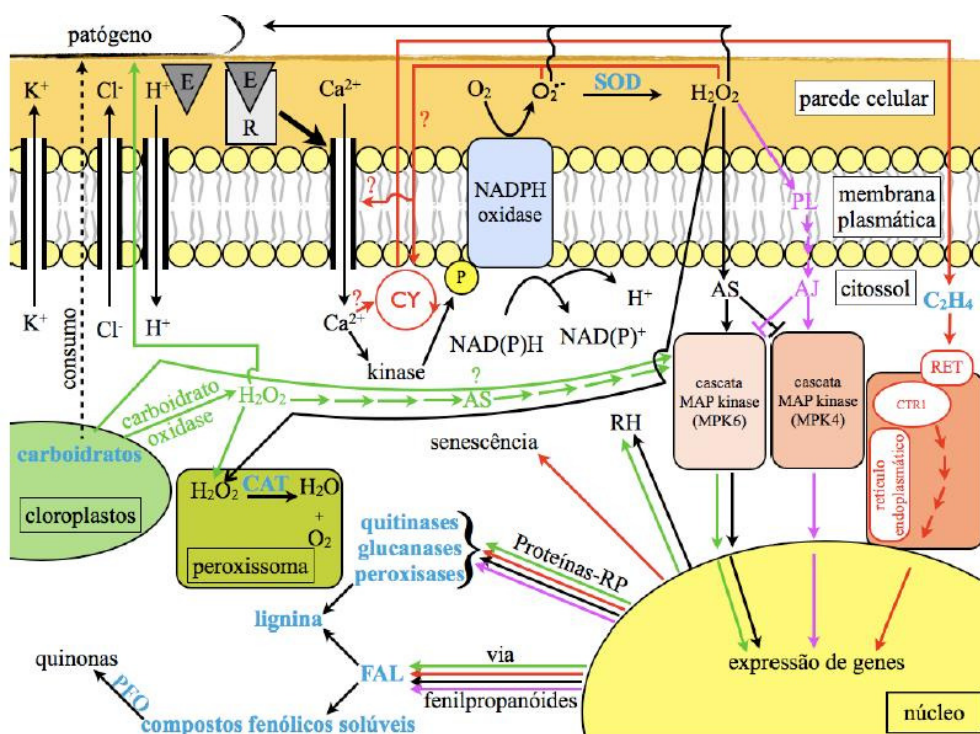 patógeno
K⁺
Cl⁻
H⁺
E
E
R
Ca²⁺
?
O₂
O₂•⁻
SOD
H₂O₂
parede celular
?
NADPH
oxidase
PL
membrana
plasmática
P
CY
?
AS
AJ
citossol
C₂H₄
K⁺
Cl⁻
H⁺
Ca²⁺
kinase
NAD(P)H
NAD(P)⁺
H⁺
consumo
carboidrato
oxidase
H₂O₂
?
AS
cascata
MAP kinase
(MPK6)
cascata
MAP kinase
(MPK4)
RET
CTR1
retículo
endoplasmático
carboidratos
cloroplastos
H₂O₂
CAT
H₂O
+
O₂
peroxissoma
senescência
RH
quitinases
glucanases
peroxisases
Proteínas-RP
lignina
FAL
via
fenilpropanóides
quinonas
PFO
compostos fenólicos solúveis
expressão de genes
núcleo